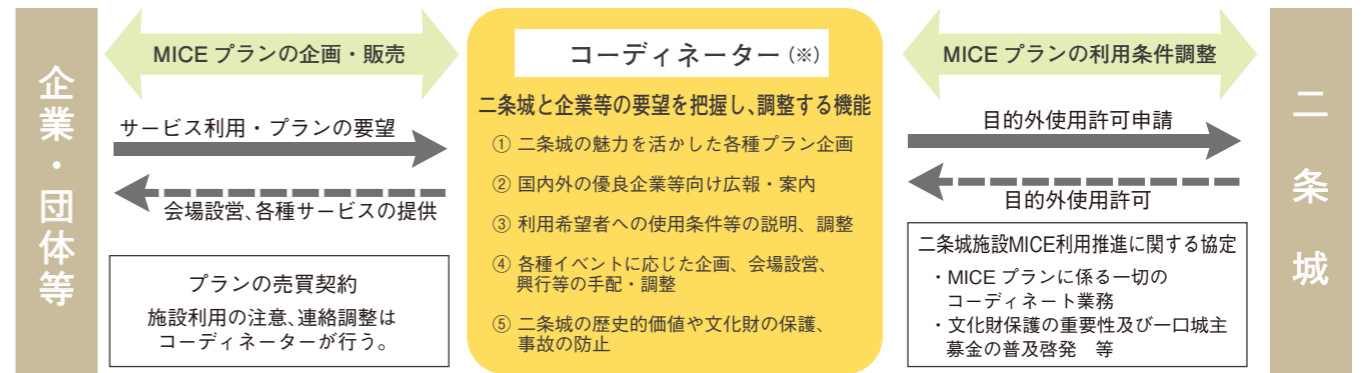 企業・団体等
MICE プランの企画・販売
サービス利用・プランの要望
会場設営、各種サービスの提供
プランの売買契約
施設利用の注意、連絡調整は
コーディネーターが行う。
コーディネーター(※)
二条城と企業等の要望を把握し、調整する機能
① 二条城の魅力を活かした各種プラン企画
② 国内外の優良企業等向け広報・案内
③ 利用希望者への使用条件等の説明、調整
④ 各種イベントに応じた企画、会場設営、
興行等の手配・調整
⑤ 二条城の歴史的価値や文化財の保護、
事故の防止
MICE プランの利用条件調整
目的外使用許可申請
目的外使用許可
二条城施設MICE利用推進に関する協定
・MICE プランに係る一切の
コーディネート業務
・文化財保護の重要性及び一口城主
募金の普及啓発　等
二条城